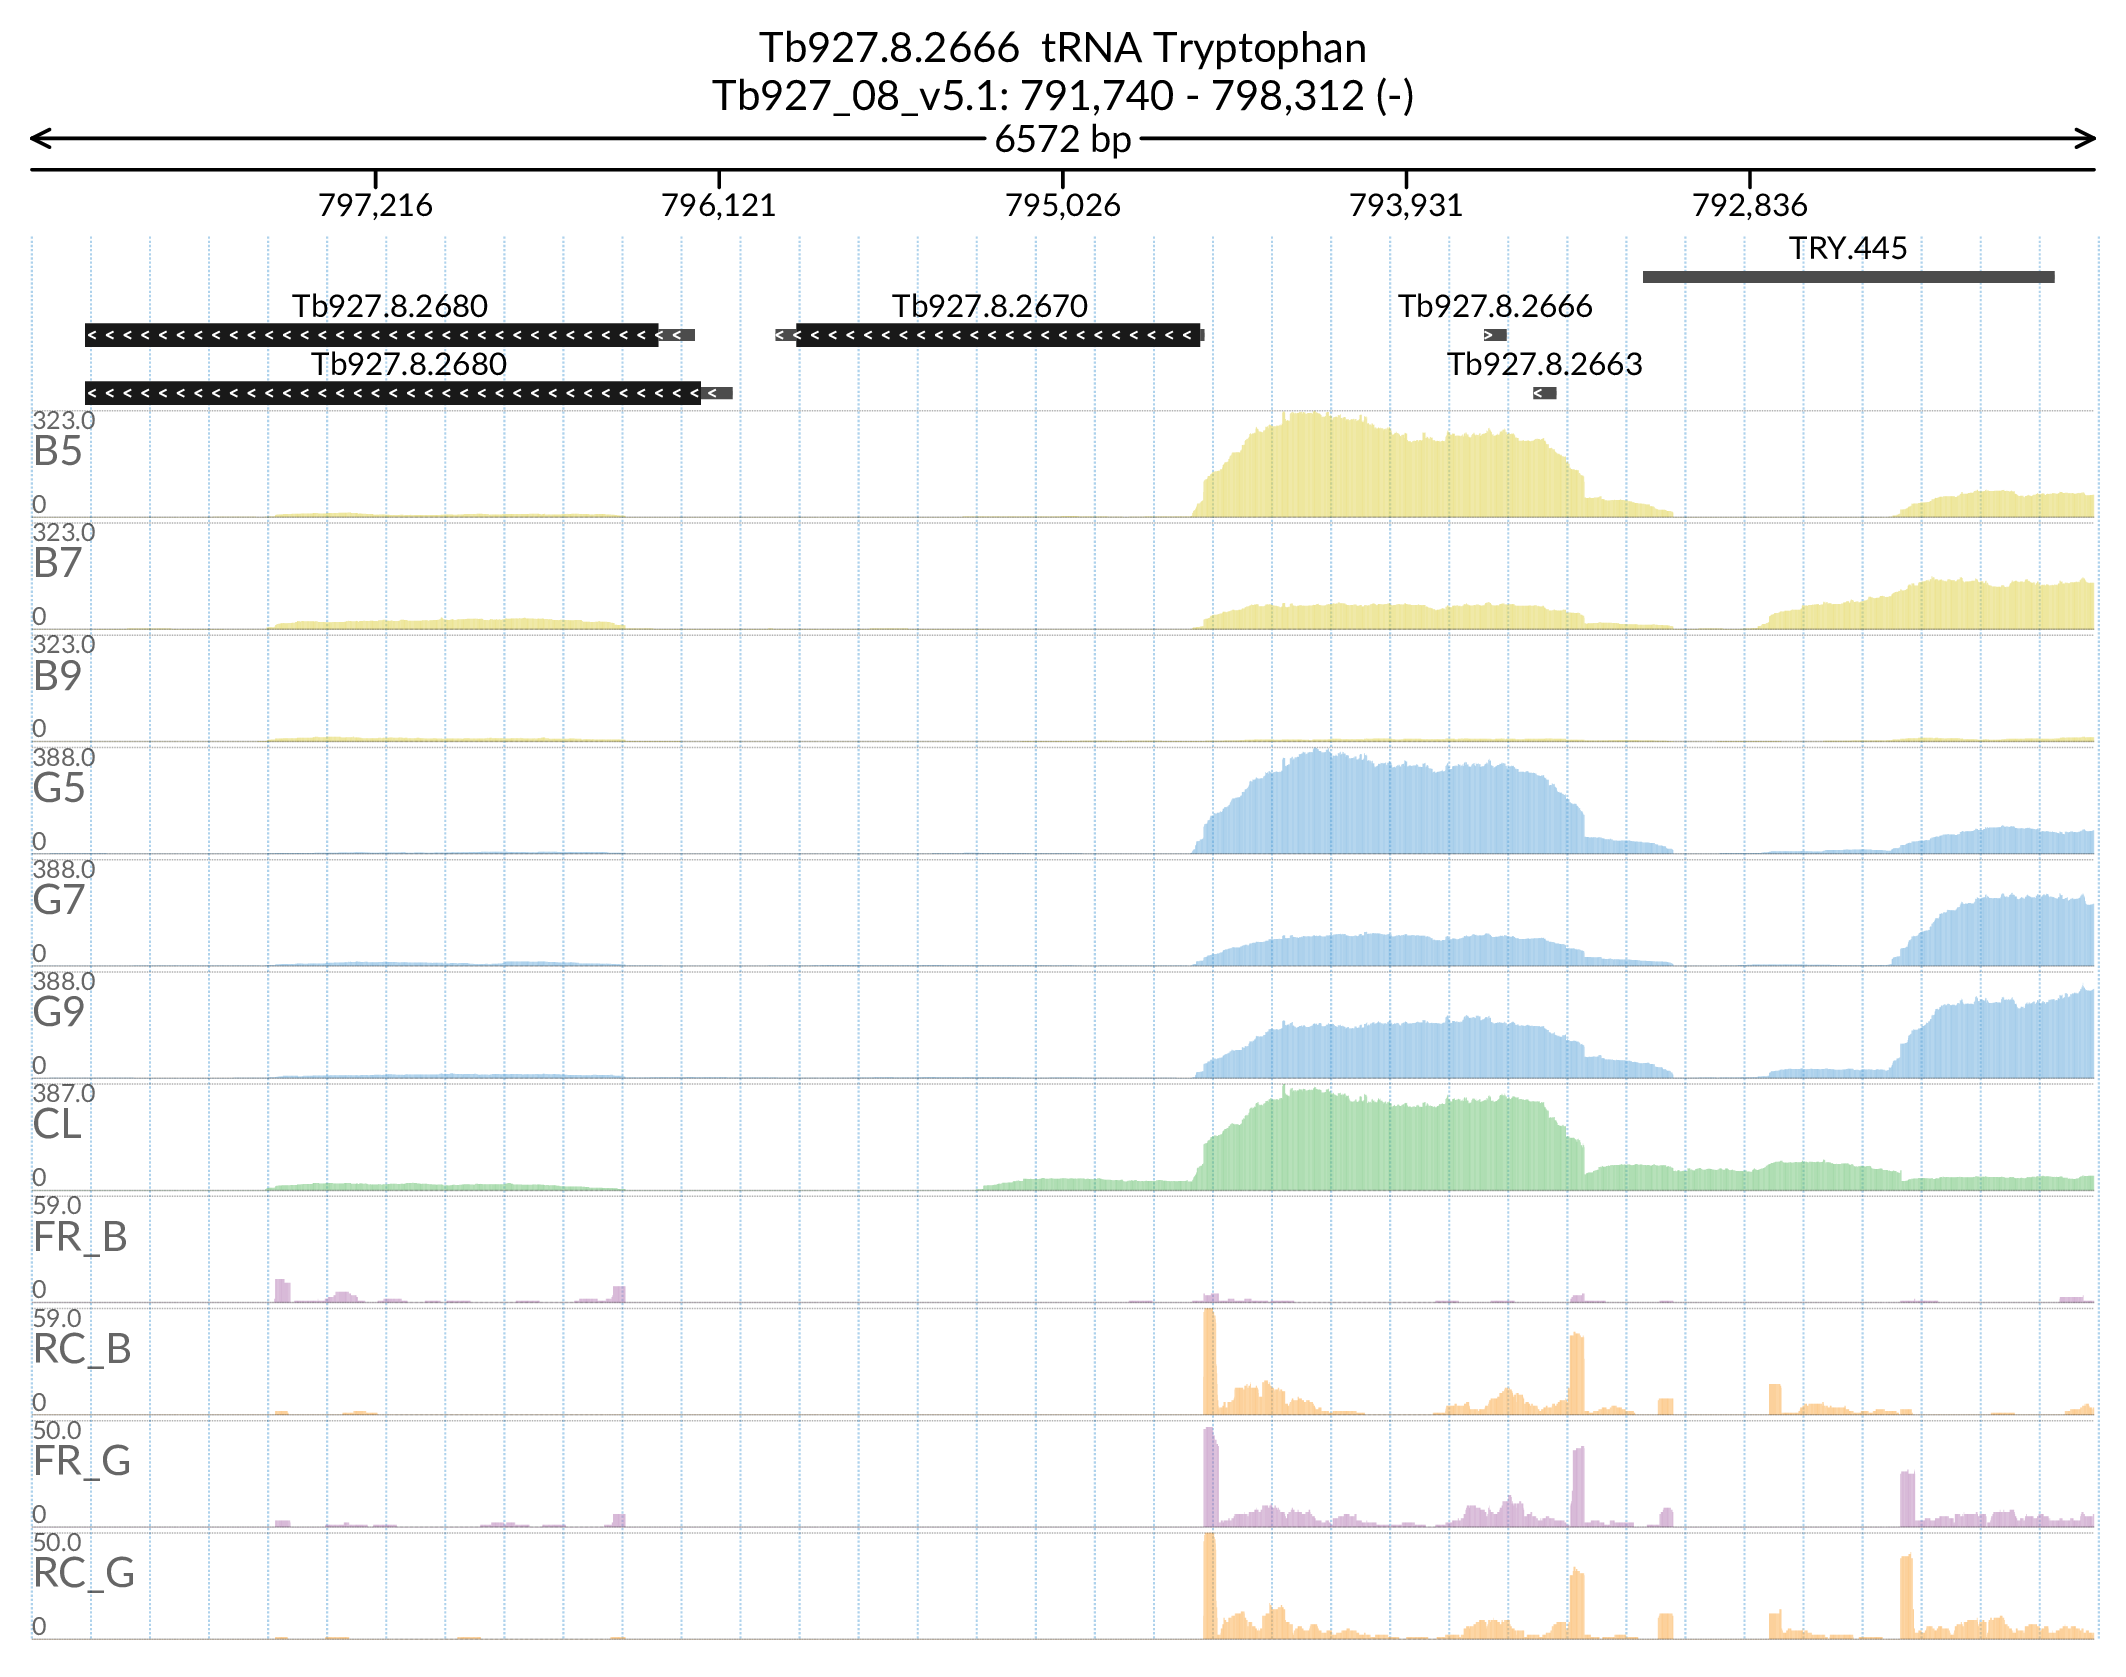 Tb927.8.2666 tRNA Tryptophan
Tb927_08_v5.1: 791,740 - 798,312 (-)
6572 bp
797,216 796,121 795,026 793,931 792,836
TRY.445
Tb927.8.2680 Tb927.8.2670 Tb927.8.2666
Tb927.8.2680 Tb927.8.2663
323.0
B5
0
323.0
B7
0
323.0
B9
0
388.0
G5
0
388.0
G7
0
388.0
G9
0
387.0
CL
0
59.0
FR_B
0
59.0
RC_B
0
50.0
FR_G
0
50.0
RC_G
0